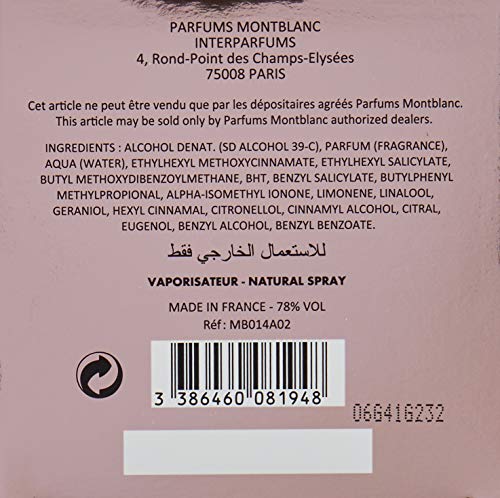 PARFUMS MONTBLANC
INTERPARFUMS
4, Rond-Point des Champs-Elysées
75008 PARIS
Cet article ne peut être vendu que par les dépositaires agréés Parfums Montblanc.
This article may be sold only by Parfums Montblanc authorized dealers.
INGREDIENTS : ALCOHOL DENAT. (SD ALCOHOL 39-C), PARFUM (FRAGRANCE),
AQUA (WATER), ETHYLHEXYL METHOXYCINNAMATE, ETHYLHEXYL SALICYLATE,
BUTYL METHOXYDIBENZOYLMETHANE, BHT, BENZYL SALICYLATE, BUTYLPHENYL
METHYLPROPIONAL, ALPHA-ISOMETHYL IONONE, LIMONENE, LINALOOL,
GERANIOL, HEXYL CINNAMAL, CITRONELLOL, CINNAMYL ALCOHOL, CITRAL,
EUGENOL, BENZYL ALCOHOL, BENZYL BENZOATE.
للاستعمال الخارجي فقط
VAPORISATEUR - NATURAL SPRAY
MADE IN FRANCE - 78% VOL
Réf : MB014A02
3 386460 081948
066416232